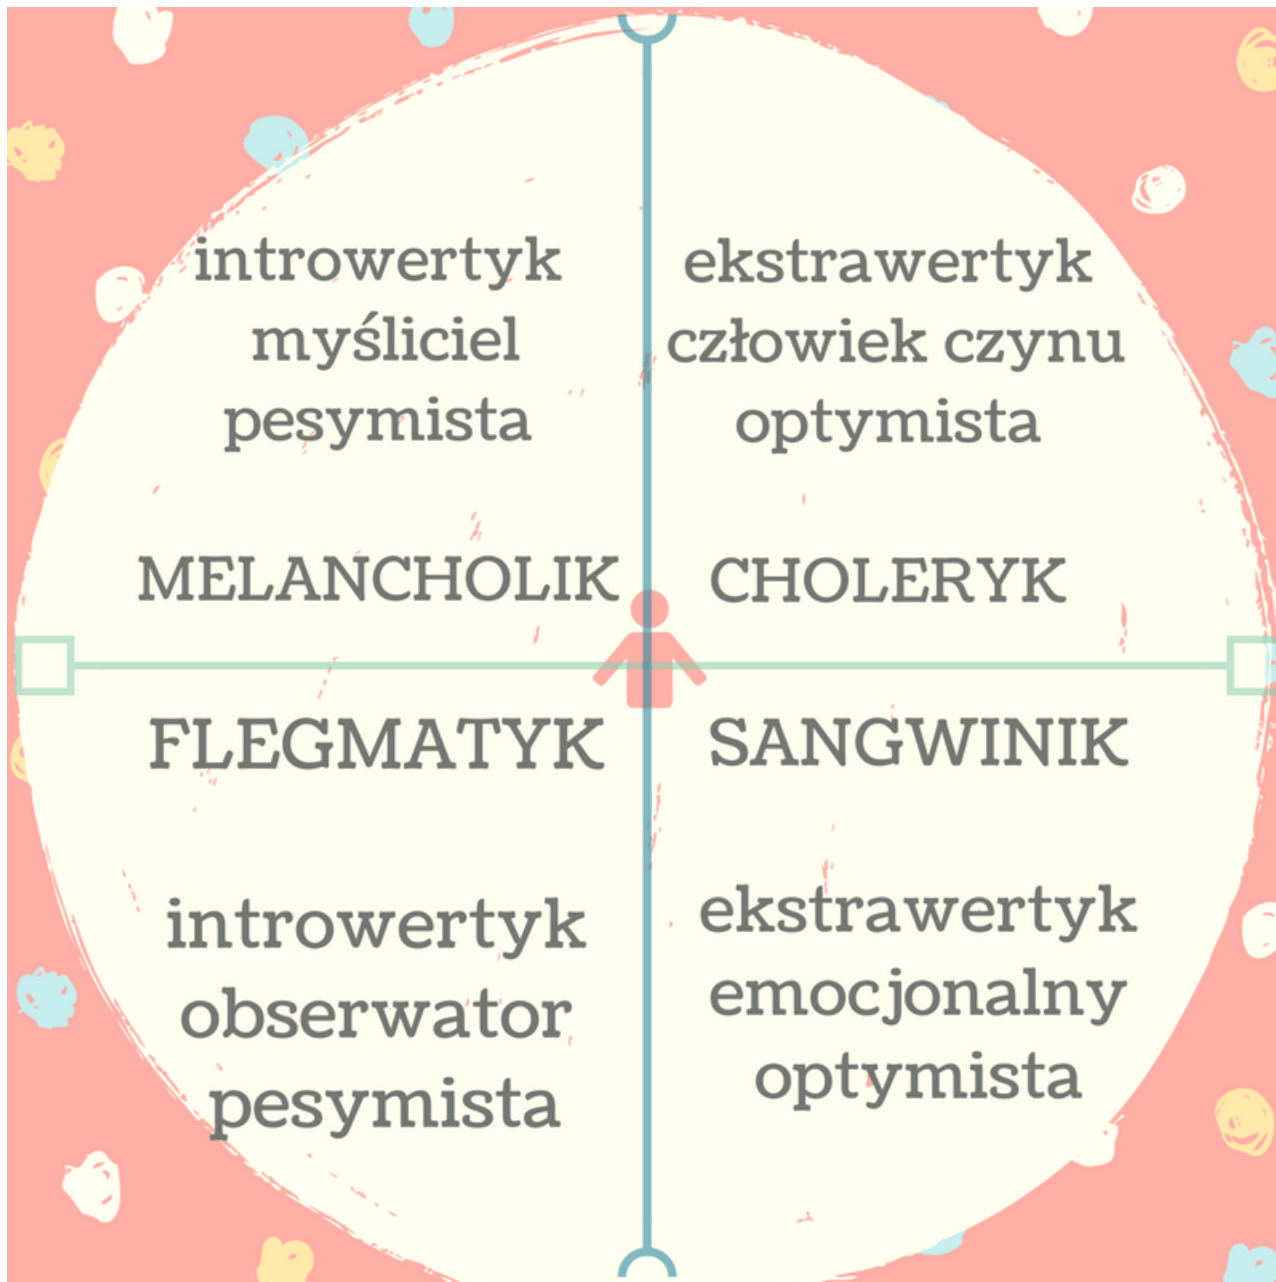 introwertyk
myśliciel
pesymista
MELANCHOLIK
ekstrawertyk
człowiek czynu
optymista
CHOLERYK
FLEGMATYK
introwertyk
obserwator
pesymista
SANGWINIK
ekstrawertyk
emocjonalny
optymista